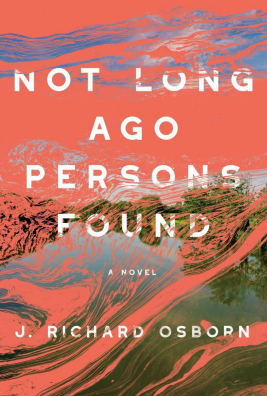 NOT LONG
AGO
PERSONS
FOUND
A NOVEL
J. RICHARD OSBORN